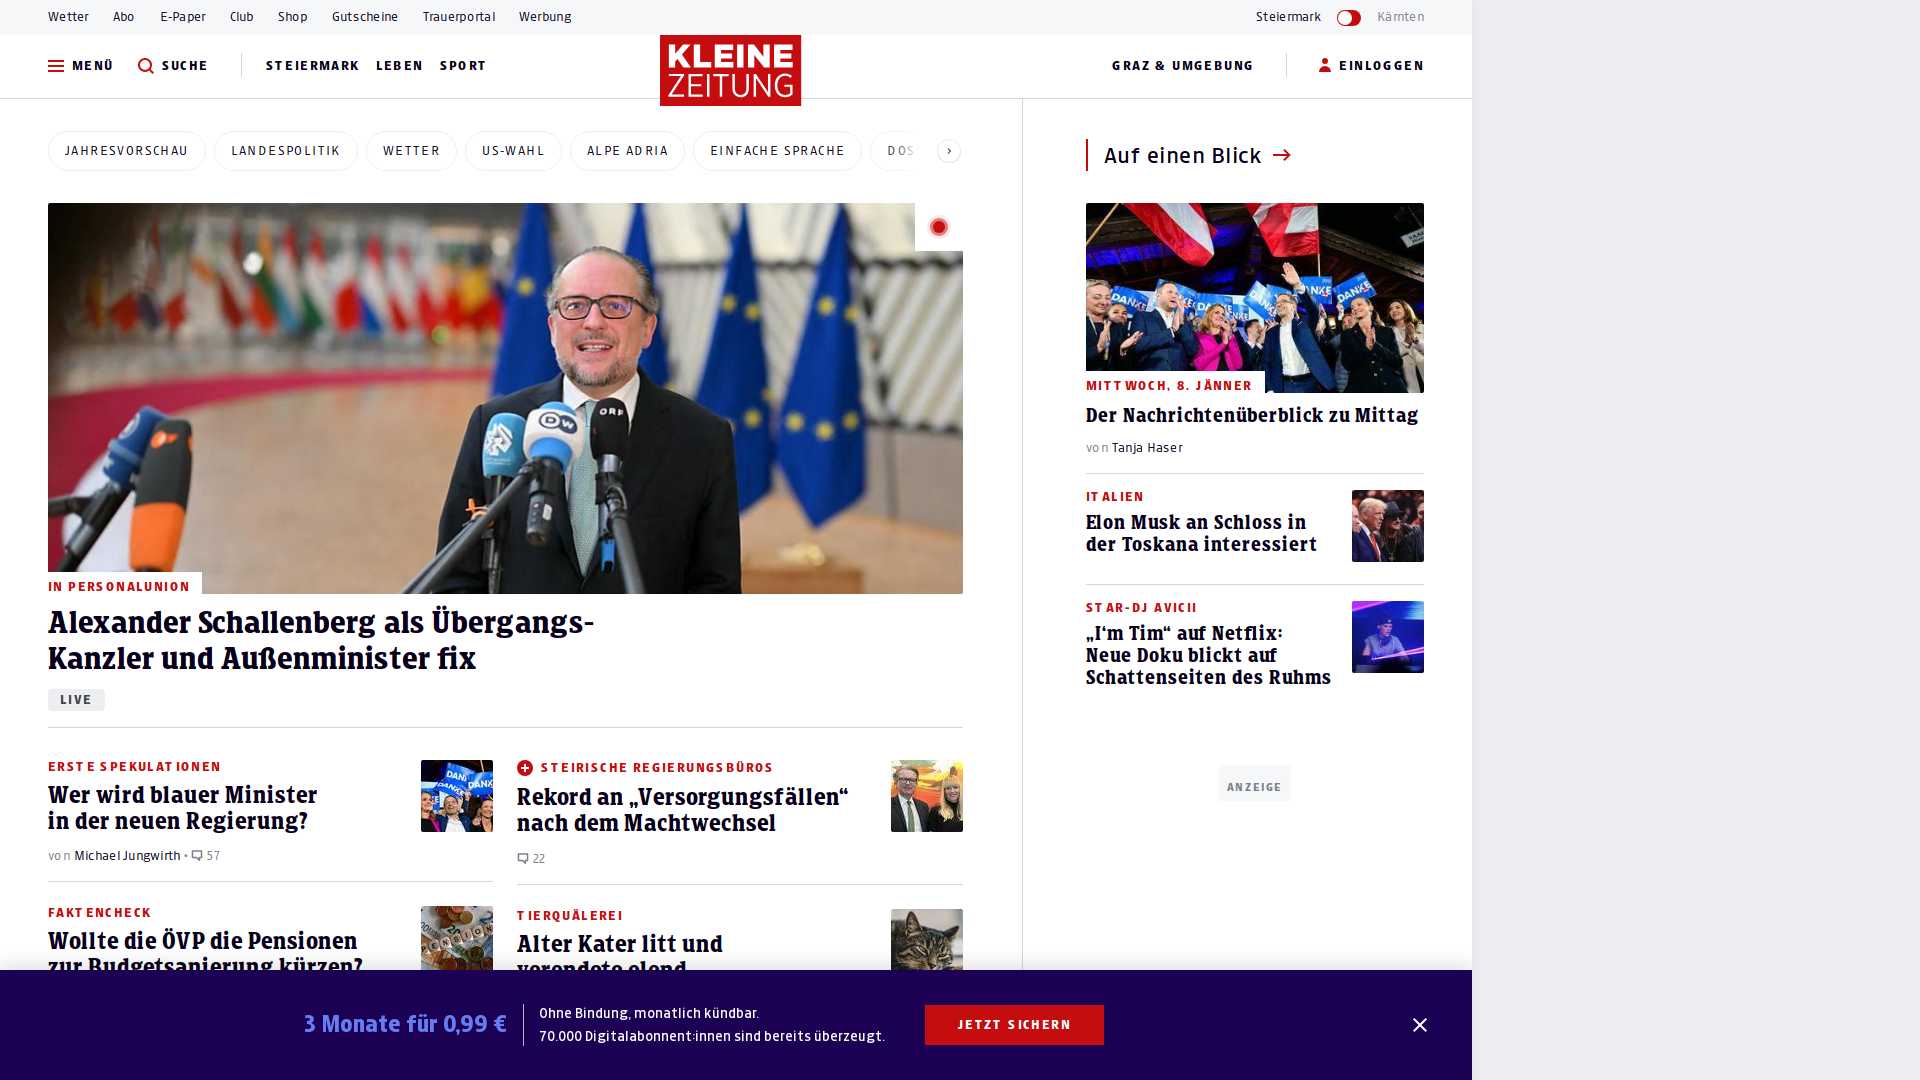 Wetter Abo E-Paper Club Shop Gutscheine Trauerportal Werbung
Steiermark Kärnten
MENÜ SUCHE STEIERMARK LEBEN SPORT
KLEINE
ZEITUNG
GRAZ & UMGEBUNG EINLOGGEN
JAHRESVORSCHAU LANDESPOLITIK WETTER US-WAHL ALPE ADRIA EINFACHE SPRACHE DOS
IN PERSONALUNION
Alexander Schallenberg als Übergangs-
Kanzler und Außenminister fix
LIVE
ERSTE SPEKULATIONEN
Wer wird blauer Minister
in der neuen Regierung?
von Michael Jungwirth • 57
STEIRISCHE REGIERUNGSBÜROS
Rekord an „Versorgungsfällen“
nach dem Machtwechsel
22
FAKTENCHECK
Wollte die ÖVP die Pensionen
zur Budgetsanierung kürzen?
TIERQUÄLEREI
Alter Kater litt und
verendete elend
Auf einen Blick
DANKE
MITTWOCH, 8. JÄNNER
Der Nachrichtenüberblick zu Mittag
von Tanja Haser
ITALIEN
Elon Musk an Schloss in
der Toskana interessiert
STAR-DJ AVICII
„I‘m Tim“ auf Netflix:
Neue Doku blickt auf
Schattenseiten des Ruhms
ANZEIGE
3 Monate für 0,99 €
Ohne Bindung, monatlich kündbar.
70.000 Digitalabonnent:innen sind bereits überzeugt.
JETZT SICHERN